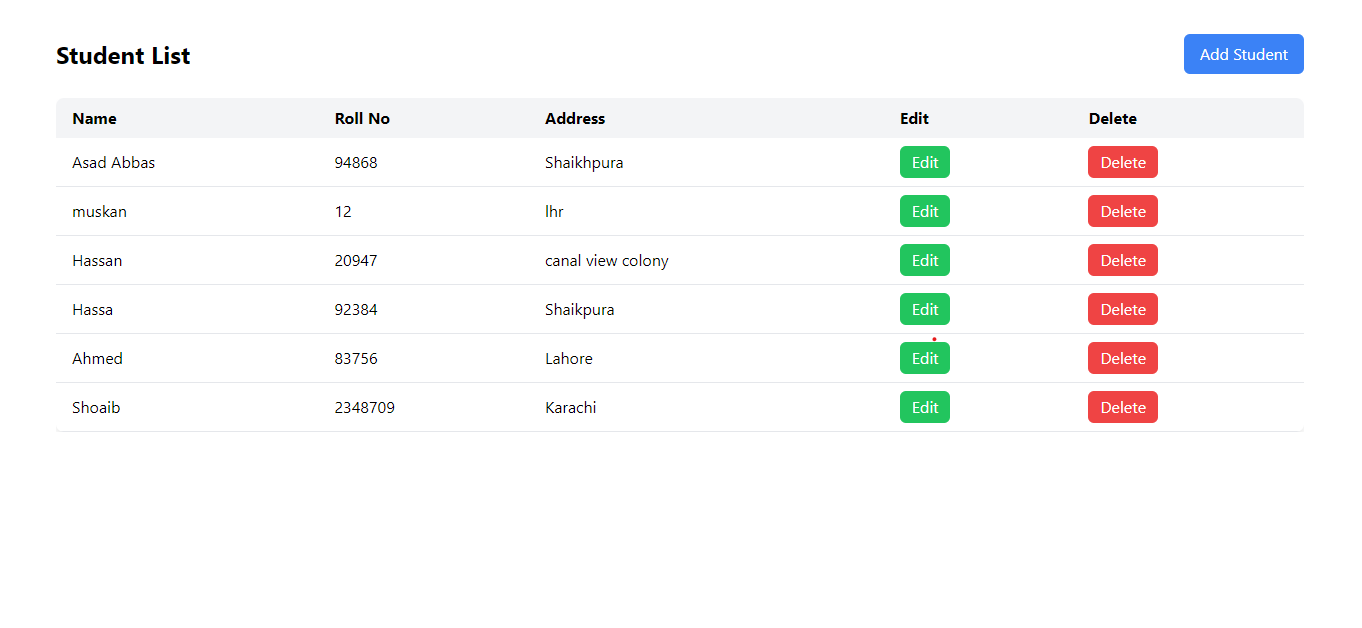 Student List
Add Student
Name Roll No Address Edit Delete
Asad Abbas 94868 Shaikhpura Edit Delete
muskan 12 lhr Edit Delete
Hassan 20947 canal view colony Edit Delete
Hassa 92384 Shaikpura Edit Delete
Ahmed 83756 Lahore Edit Delete
Shoaib 2348709 Karachi Edit Delete